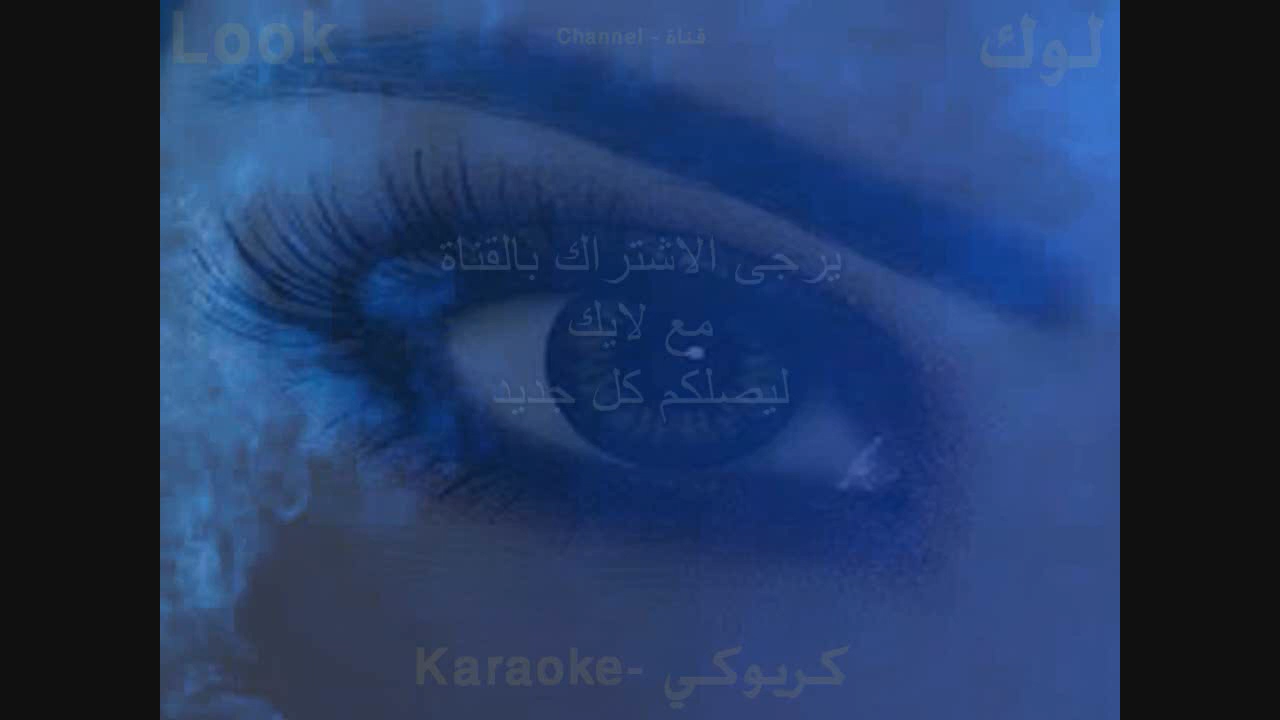 Look
Channel - قناة
لوك
يرجى الاشتراك بالقناة
مع لايك
ليصلكم كل جديد
Karaoke- كريوكي